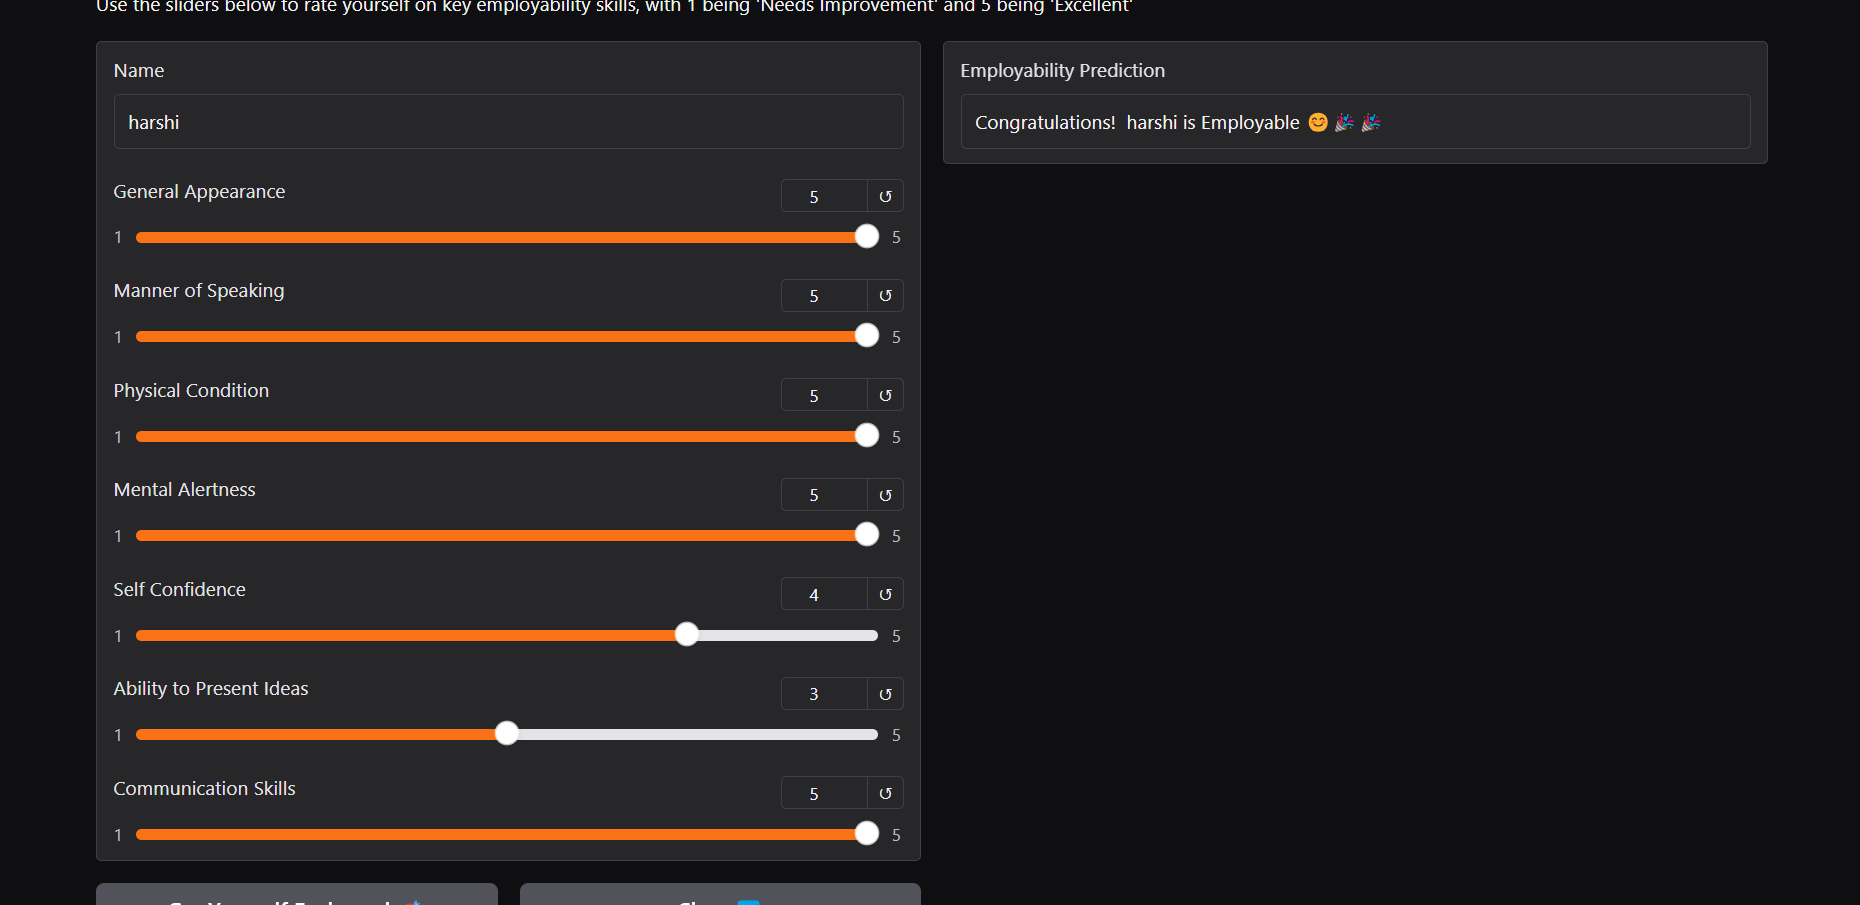 Use the sliders below to rate yourself on key employability skills, with 1 being 'Needs Improvement' and 5 being 'Excellent'
Name
harshi
General Appearance
5 ↺
1 5
Manner of Speaking
5 ↺
1 5
Physical Condition
5 ↺
1 5
Mental Alertness
5 ↺
1 5
Self Confidence
4 ↺
1 5
Ability to Present Ideas
3 ↺
1 5
Communication Skills
5 ↺
1 5
Employability Prediction
Congratulations!  harshi is Employable 😊🎉🎉